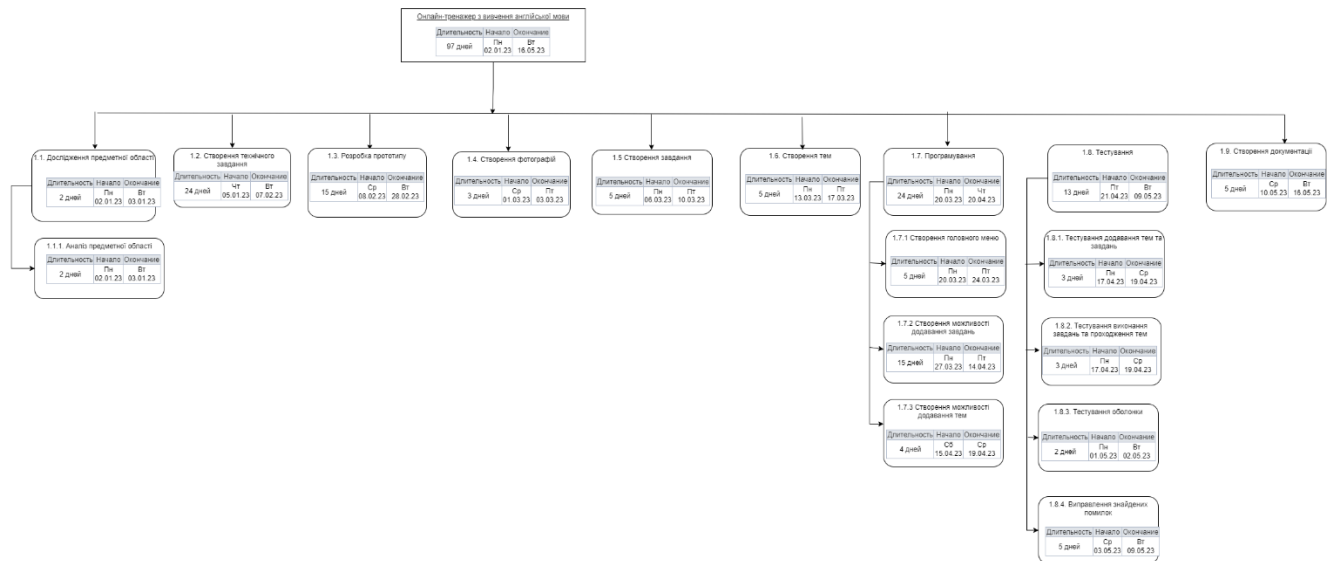 Онлайн-тренажер з вивчення англійської мови
Длительность Начало Окончание
97 дней Пн 02.01.23 Вт 16.05.23
1.1. Дослідження предметної області
Длительность Начало Окончание
2 дней Пн 02.01.23 Вт 03.01.23
1.2. Створення технічного
завдання
Длительность Начало Окончание
24 дней Чт 05.01.23 Вт 07.02.23
1.3. Розробка прототипу
Длительность Начало Окончание
15 дней Ср 08.02.23 Вт 28.02.23
1.4. Створення фотографій
Длительность Начало Окончание
3 дней Ср 01.03.23 Пт 03.03.23
1.5 Створення завдання
Длительность Начало Окончание
5 дней Пн 06.03.23 Пт 10.03.23
1.6. Створення тем
Длительность Начало Окончание
5 дней Пн 13.03.23 Пт 17.03.23
1.7. Програмування
Длительность Начало Окончание
24 дней Пн 20.03.23 Чт 20.04.23
1.8. Тестування
Длительность Начало Окончание
13 дней Пт 21.04.23 Вт 09.05.23
1.9. Створення документації
Длительность Начало Окончание
5 дней Ср 10.05.23 Вт 16.05.23
1.1.1. Аналіз предметної області
Длительность Начало Окончание
2 дней Пн 02.01.23 Вт 03.01.23
1.7.1 Створення головного меню
Длительность Начало Окончание
5 дней Пн 20.03.23 Пт 24.03.23
1.7.2 Створення можливості
додавання завдань
Длительность Начало Окончание
15 дней Пн 27.03.23 Пт 14.04.23
1.7.3 Створення можливості
додавання тем
Длительность Начало Окончание
4 дней Сб 15.04.23 Ср 19.04.23
1.8.1. Тестування додавання тем та
завдань
Длительность Начало Окончание
3 дней Пн 17.04.23 Ср 19.04.23
1.8.2. Тестування виконання
завдань та проходження тем
Длительность Начало Окончание
3 дней Пн 17.04.23 Ср 19.04.23
1.8.3. Тестування оболонки
Длительность Начало Окончание
2 дней Пн 01.05.23 Вт 02.05.23
1.8.4. Виправлення знайдених
помилок
Длительность Начало Окончание
5 дней Ср 03.05.23 Вт 09.05.23